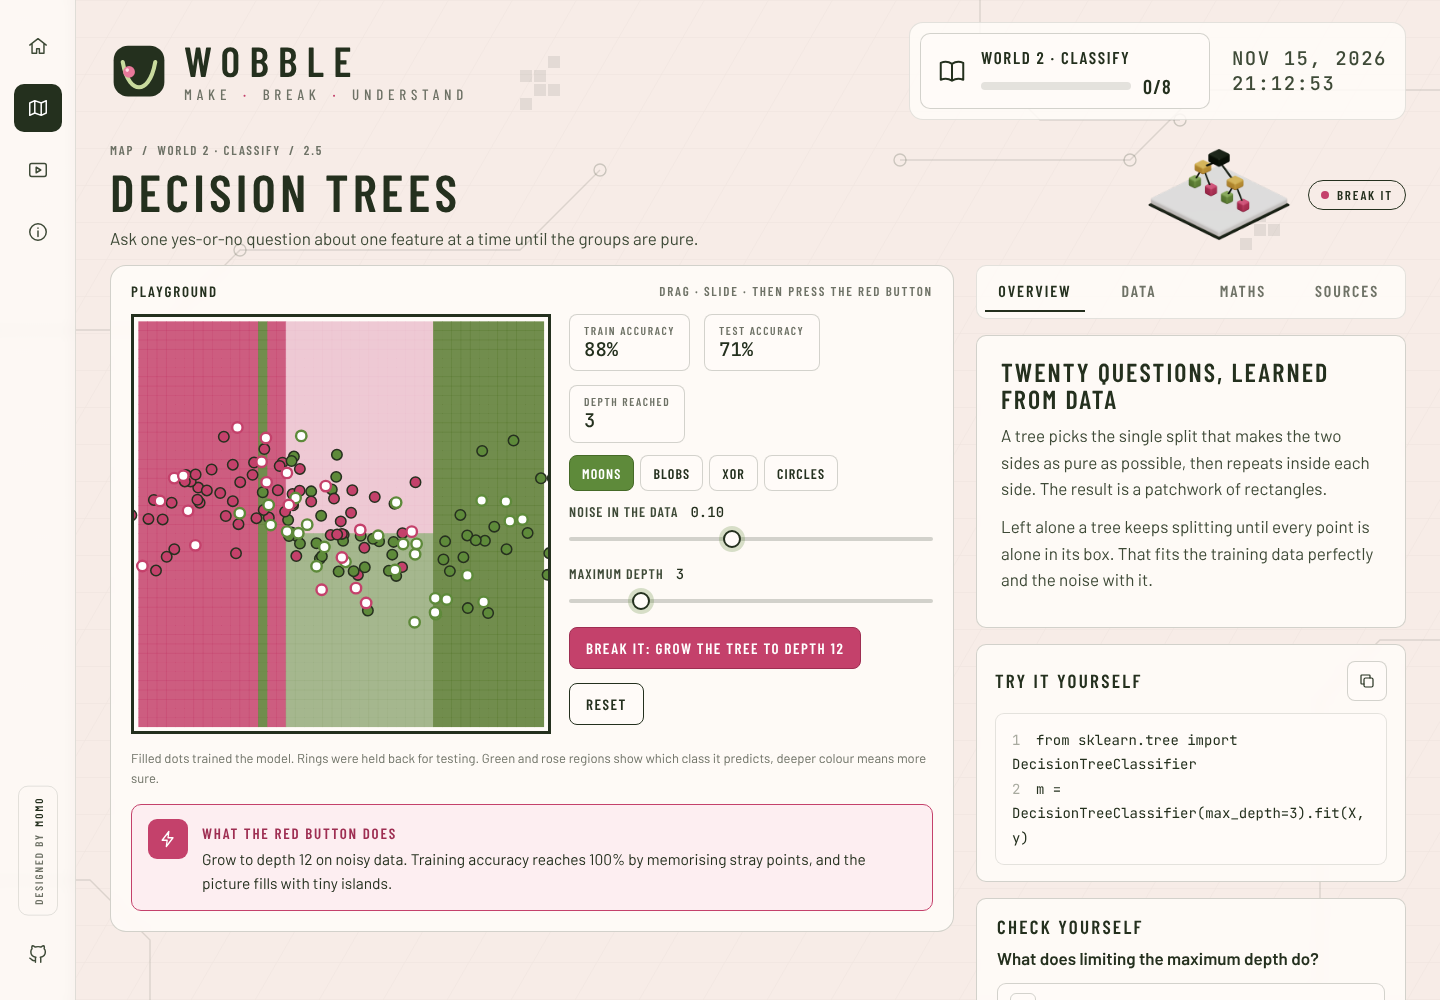 WOBBLE
MAKE · BREAK · UNDERSTAND
WORLD 2 · CLASSIFY
0/8
NOV 15, 2026
21:12:53
MAP / WORLD 2 · CLASSIFY / 2.5
DECISION TREES
Ask one yes-or-no question about one feature at a time until the groups are pure.
BREAK IT
PLAYGROUND
DRAG · SLIDE · THEN PRESS THE RED BUTTON
TRAIN ACCURACY
88%
TEST ACCURACY
71%
DEPTH REACHED
3
MOONS
BLOBS
XOR
CIRCLES
NOISE IN THE DATA 0.10
MAXIMUM DEPTH 3
BREAK IT: GROW THE TREE TO DEPTH 12
RESET
Filled dots trained the model. Rings were held back for testing. Green and rose regions show which class it predicts, deeper colour means more
sure.
WHAT THE RED BUTTON DOES
Grow to depth 12 on noisy data. Training accuracy reaches 100% by memorising stray points, and the
picture fills with tiny islands.
OVERVIEW
DATA
MATHS
SOURCES
TWENTY QUESTIONS, LEARNED
FROM DATA
A tree picks the single split that makes the two
sides as pure as possible, then repeats inside each
side. The result is a patchwork of rectangles.
Left alone a tree keeps splitting until every point is
alone in its box. That fits the training data perfectly
and the noise with it.
TRY IT YOURSELF
1 from sklearn.tree import
DecisionTreeClassifier
2 m =
DecisionTreeClassifier(max_depth=3).fit(X,
y)
CHECK YOURSELF
What does limiting the maximum depth do?
DESIGNED BY MOMO